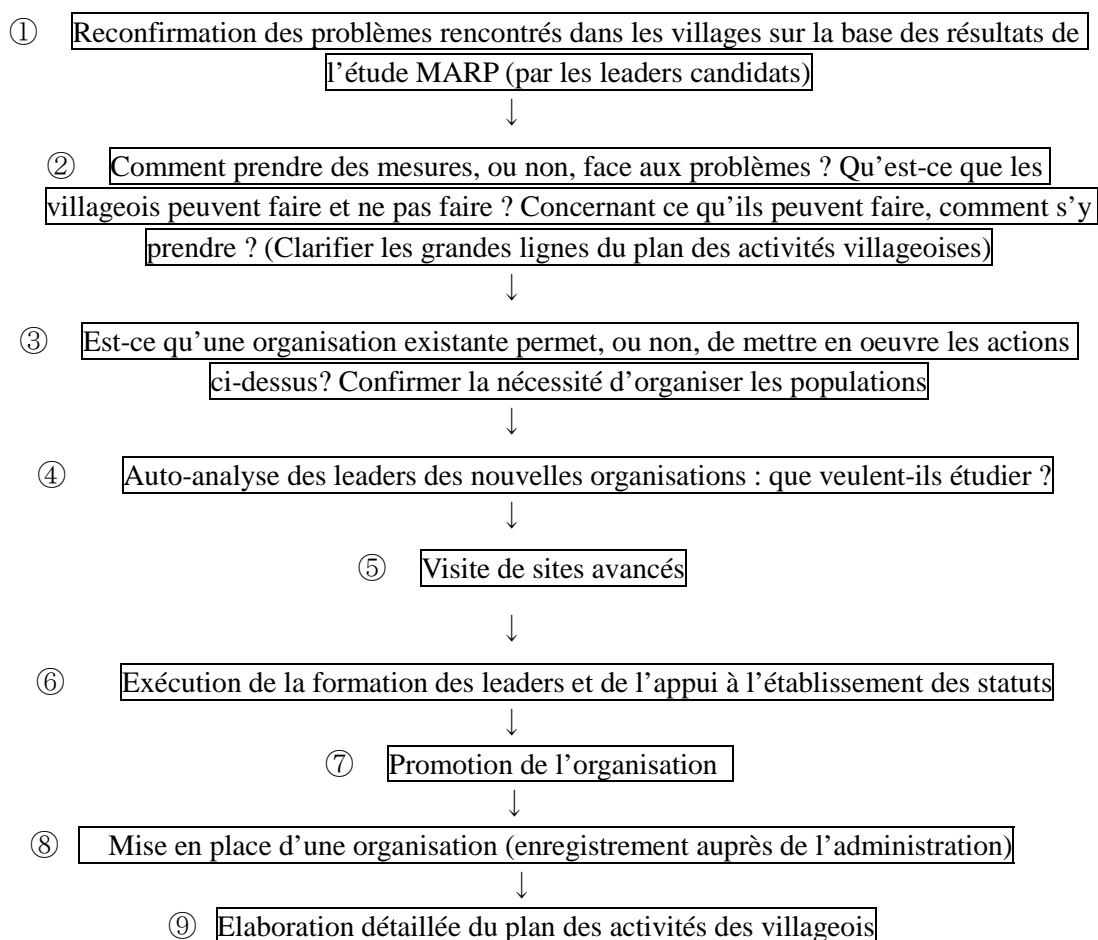 ① Reconfirmation des problèmes rencontrés dans les villages sur la base des résultats de
l’étude MARP (par les leaders candidats)
↓
② Comment prendre des mesures, ou non, face aux problèmes ? Qu’est-ce que les
villageois peuvent faire et ne pas faire ? Concernant ce qu’ils peuvent faire, comment s’y
prendre ? (Clarifier les grandes lignes du plan des activités villageoises)
↓
③ Est-ce qu’une organisation existante permet, ou non, de mettre en oeuvre les actions
ci-dessus? Confirmer la nécessité d’organiser les populations
↓
④ Auto-analyse des leaders des nouvelles organisations : que veulent-ils étudier ?
↓
⑤ Visite de sites avancés
↓
⑥ Exécution de la formation des leaders et de l’appui à l’établissement des statuts
↓
⑦ Promotion de l’organisation
↓
⑧ Mise en place d’une organisation (enregistrement auprès de l’administration)
↓
⑨ Elaboration détaillée du plan des activités des villageois